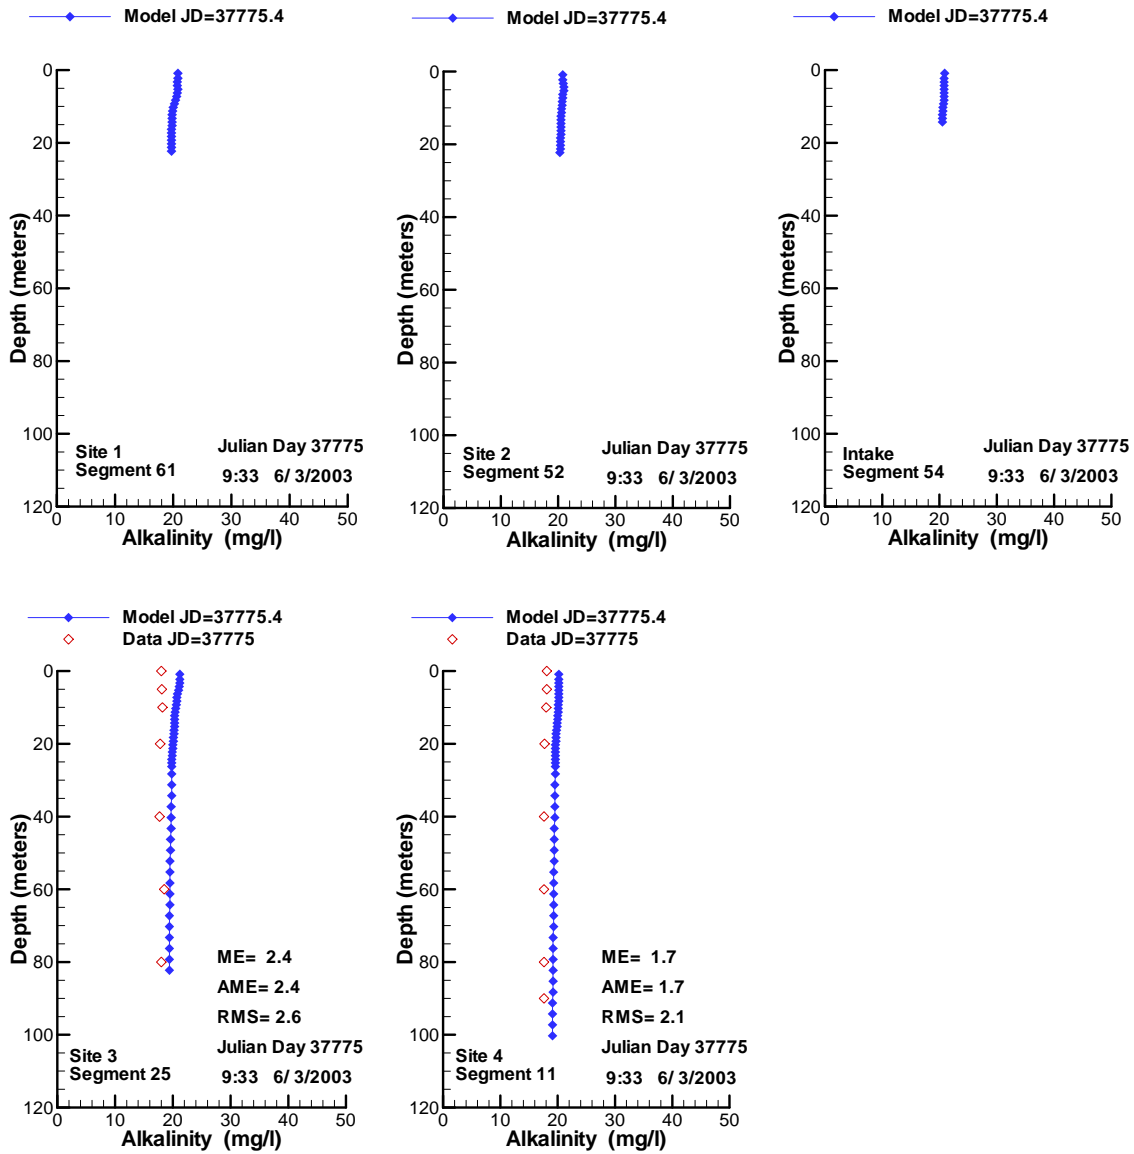 Model JD=37775.4
0
20
40
60
80
100
120
Depth (meters)
Site 1
Segment 61
Julian Day 37775
9:33 6/ 3/2003
0 10 20 30 40 50
Alkalinity (mg/l)
Model JD=37775.4
0
20
40
60
80
100
120
Depth (meters)
Site 2
Segment 52
Julian Day 37775
9:33 6/ 3/2003
0 10 20 30 40 50
Alkalinity (mg/l)
Model JD=37775.4
0
20
40
60
80
100
120
Depth (meters)
Intake
Segment 54
Julian Day 37775
9:33 6/ 3/2003
0 10 20 30 40 50
Alkalinity (mg/l)
Model JD=37775.4
Data JD=37775
0
20
40
60
80
100
120
Depth (meters)
ME= 2.4
AME= 2.4
RMS= 2.6
Site 3
Segment 25
Julian Day 37775
9:33 6/ 3/2003
0 10 20 30 40 50
Alkalinity (mg/l)
Model JD=37775.4
Data JD=37775
0
20
40
60
80
100
120
Depth (meters)
ME= 1.7
AME= 1.7
RMS= 2.1
Site 4
Segment 11
Julian Day 37775
9:33 6/ 3/2003
0 10 20 30 40 50
Alkalinity (mg/l)